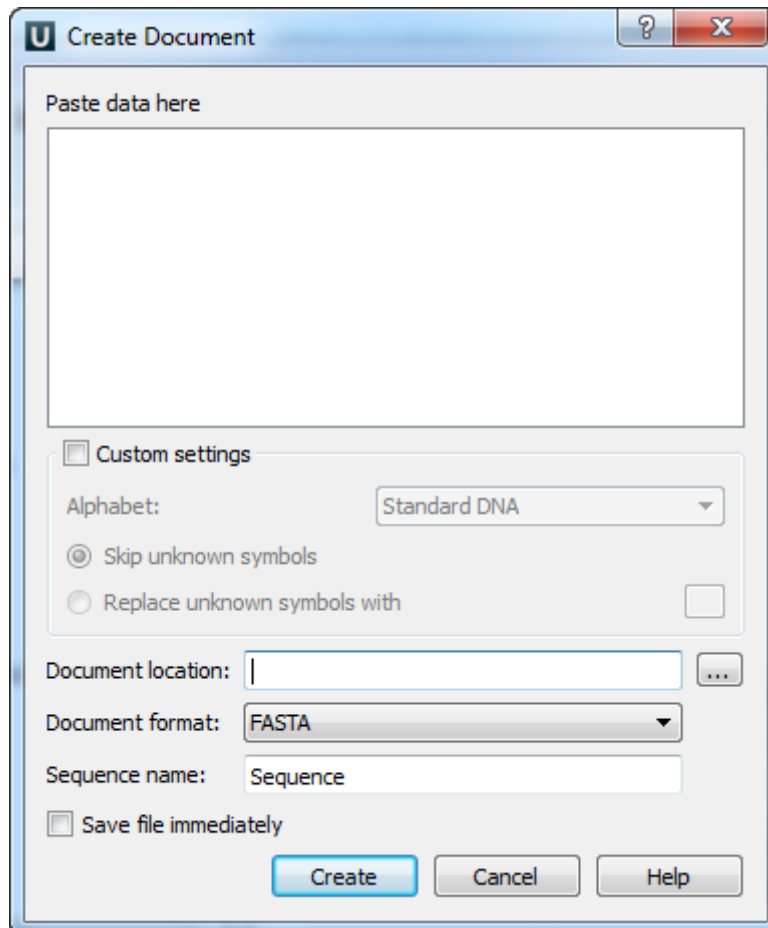 U Create Document
? X
Paste data here
Custom settings
Alphabet: Standard DNA
Skip unknown symbols
Replace unknown symbols with
Document location: ...
Document format: FASTA
Sequence name: Sequence
Save file immediately
Create Cancel Help